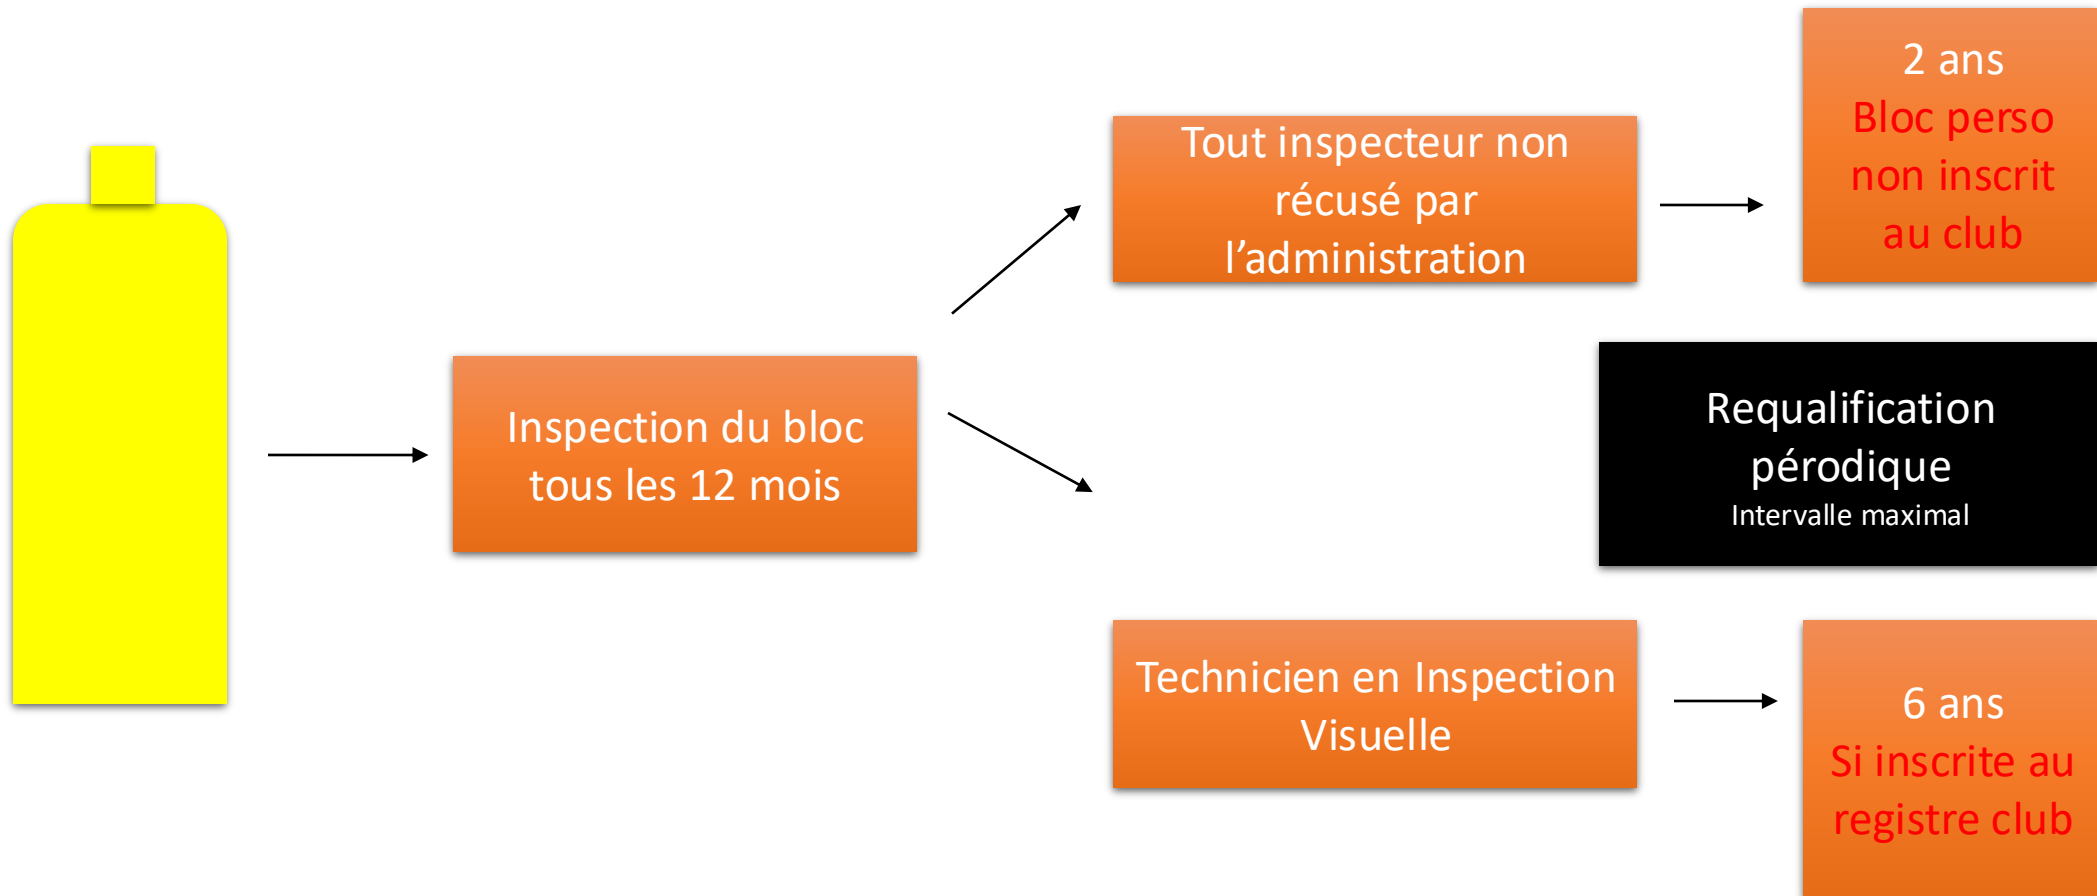 Inspection du bloc
tous les 12 mois
Tout inspecteur non
récusé par
l’administration
2 ans
Bloc perso
non inscrit
au club
Requalification
pérodique
Intervalle maximal
Technicien en Inspection
Visuelle
6 ans
Si inscrite au
registre club